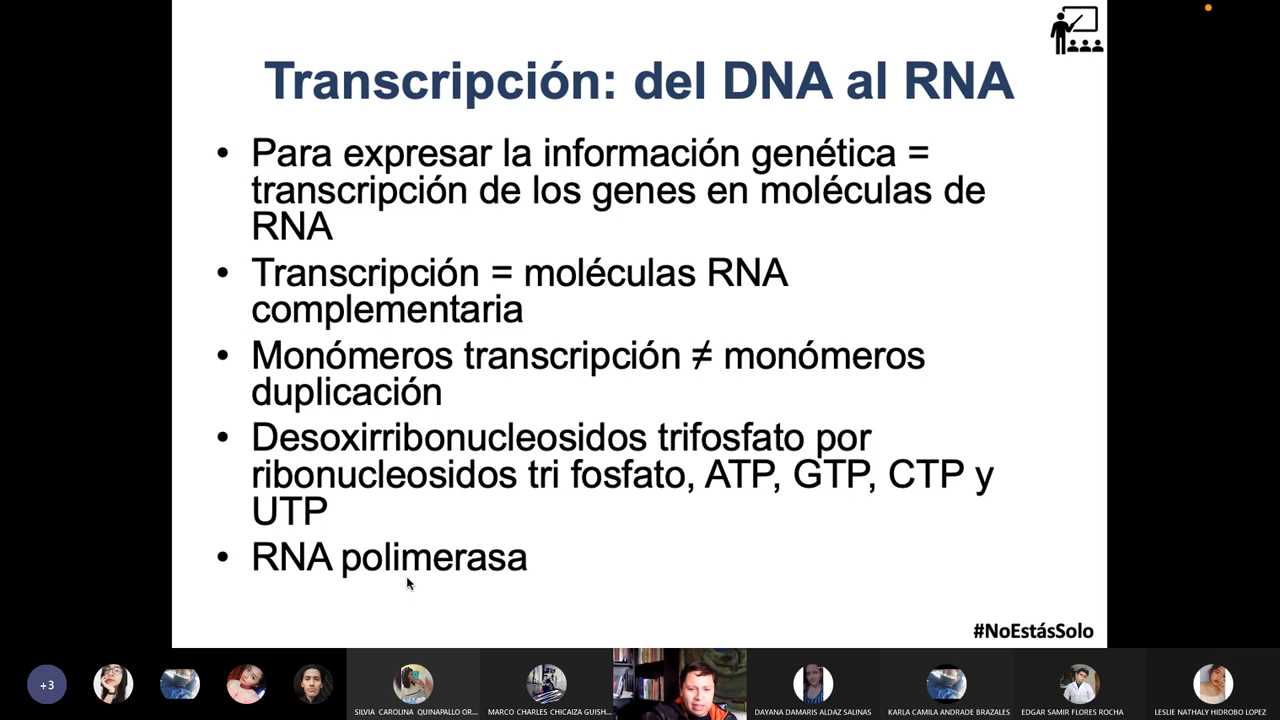 Transcripción: del DNA al RNA
• Para expresar la información genética =
transcripción de los genes en moléculas de
RNA
• Transcripción = moléculas RNA
complementaria
• Monómeros transcripción ≠ monómeros
duplicación
• Desoxirribonucleosidos trifosfato por
ribonucleosidos tri fosfato, ATP, GTP, CTP y
UTP
• RNA polimerasa
#NoEstásSolo
+3
SILVIA CAROLINA QUINAPALLO OR...
MARCO CHARLES CHICAIZA GUISH...
DAYANA DAMARIS ALDAZ SALINAS
KARLA CAMILA ANDRADE BRAZALES
EDGAR SAMIR FLORES ROCHA
LESLIE NATHALY HIDROBO LOPEZ